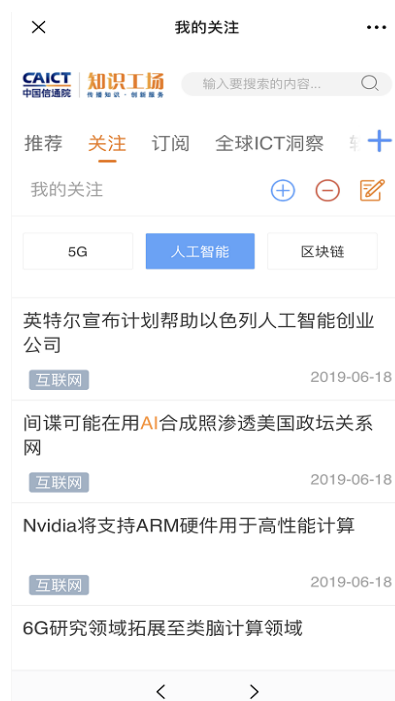 我的关注
CAICT
中国信通院
知识工场
传播知识·创新服务
输入要搜索的内容...
推荐 关注 订阅 全球ICT洞察
我的关注
5G 人工智能 区块链
英特尔宣布计划帮助以色列人工智能创业
公司
互联网 2019-06-18
间谍可能在用AI合成照渗透美国政坛关系
网
互联网 2019-06-18
Nvidia将支持ARM硬件用于高性能计算
互联网 2019-06-18
6G研究领域拓展至类脑计算领域